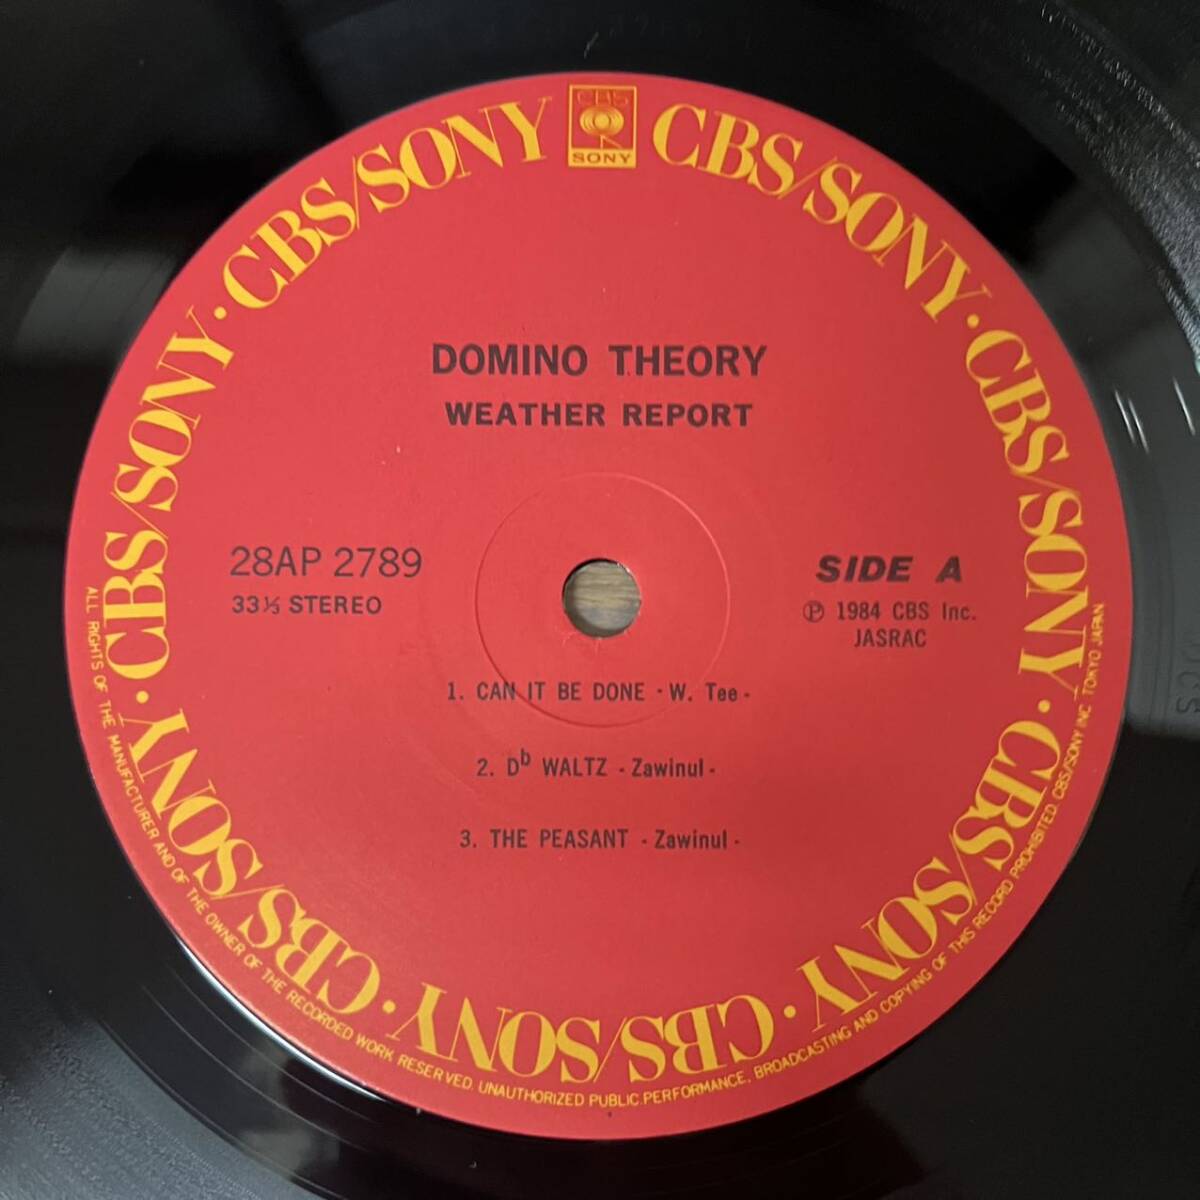 CBS
SONY
CBS/SONY · CBS/SONY · CBS/SONY · CBS/SONY · CBS/SONY · CBS/SONY · CBS/SONY · CBS/SONY
DOMINO THEORY
WEATHER REPORT
28AP 2789
33⅓ STEREO
SIDE A
Ⓟ 1984 CBS Inc.
JASRAC
1. CAN IT BE DONE - W. Tee -
2. Dᵇ WALTZ - Zawinul -
3. THE PEASANT - Zawinul -
ALL RIGHTS OF THE MANUFACTURER AND OF THE OWNER OF THE RECORDED WORK RESERVED. UNAUTHORIZED PUBLIC PERFORMANCE, BROADCASTING AND COPYING OF THIS RECORD PROHIBITED. CBS/SONY INC. TOKYO JAPAN.